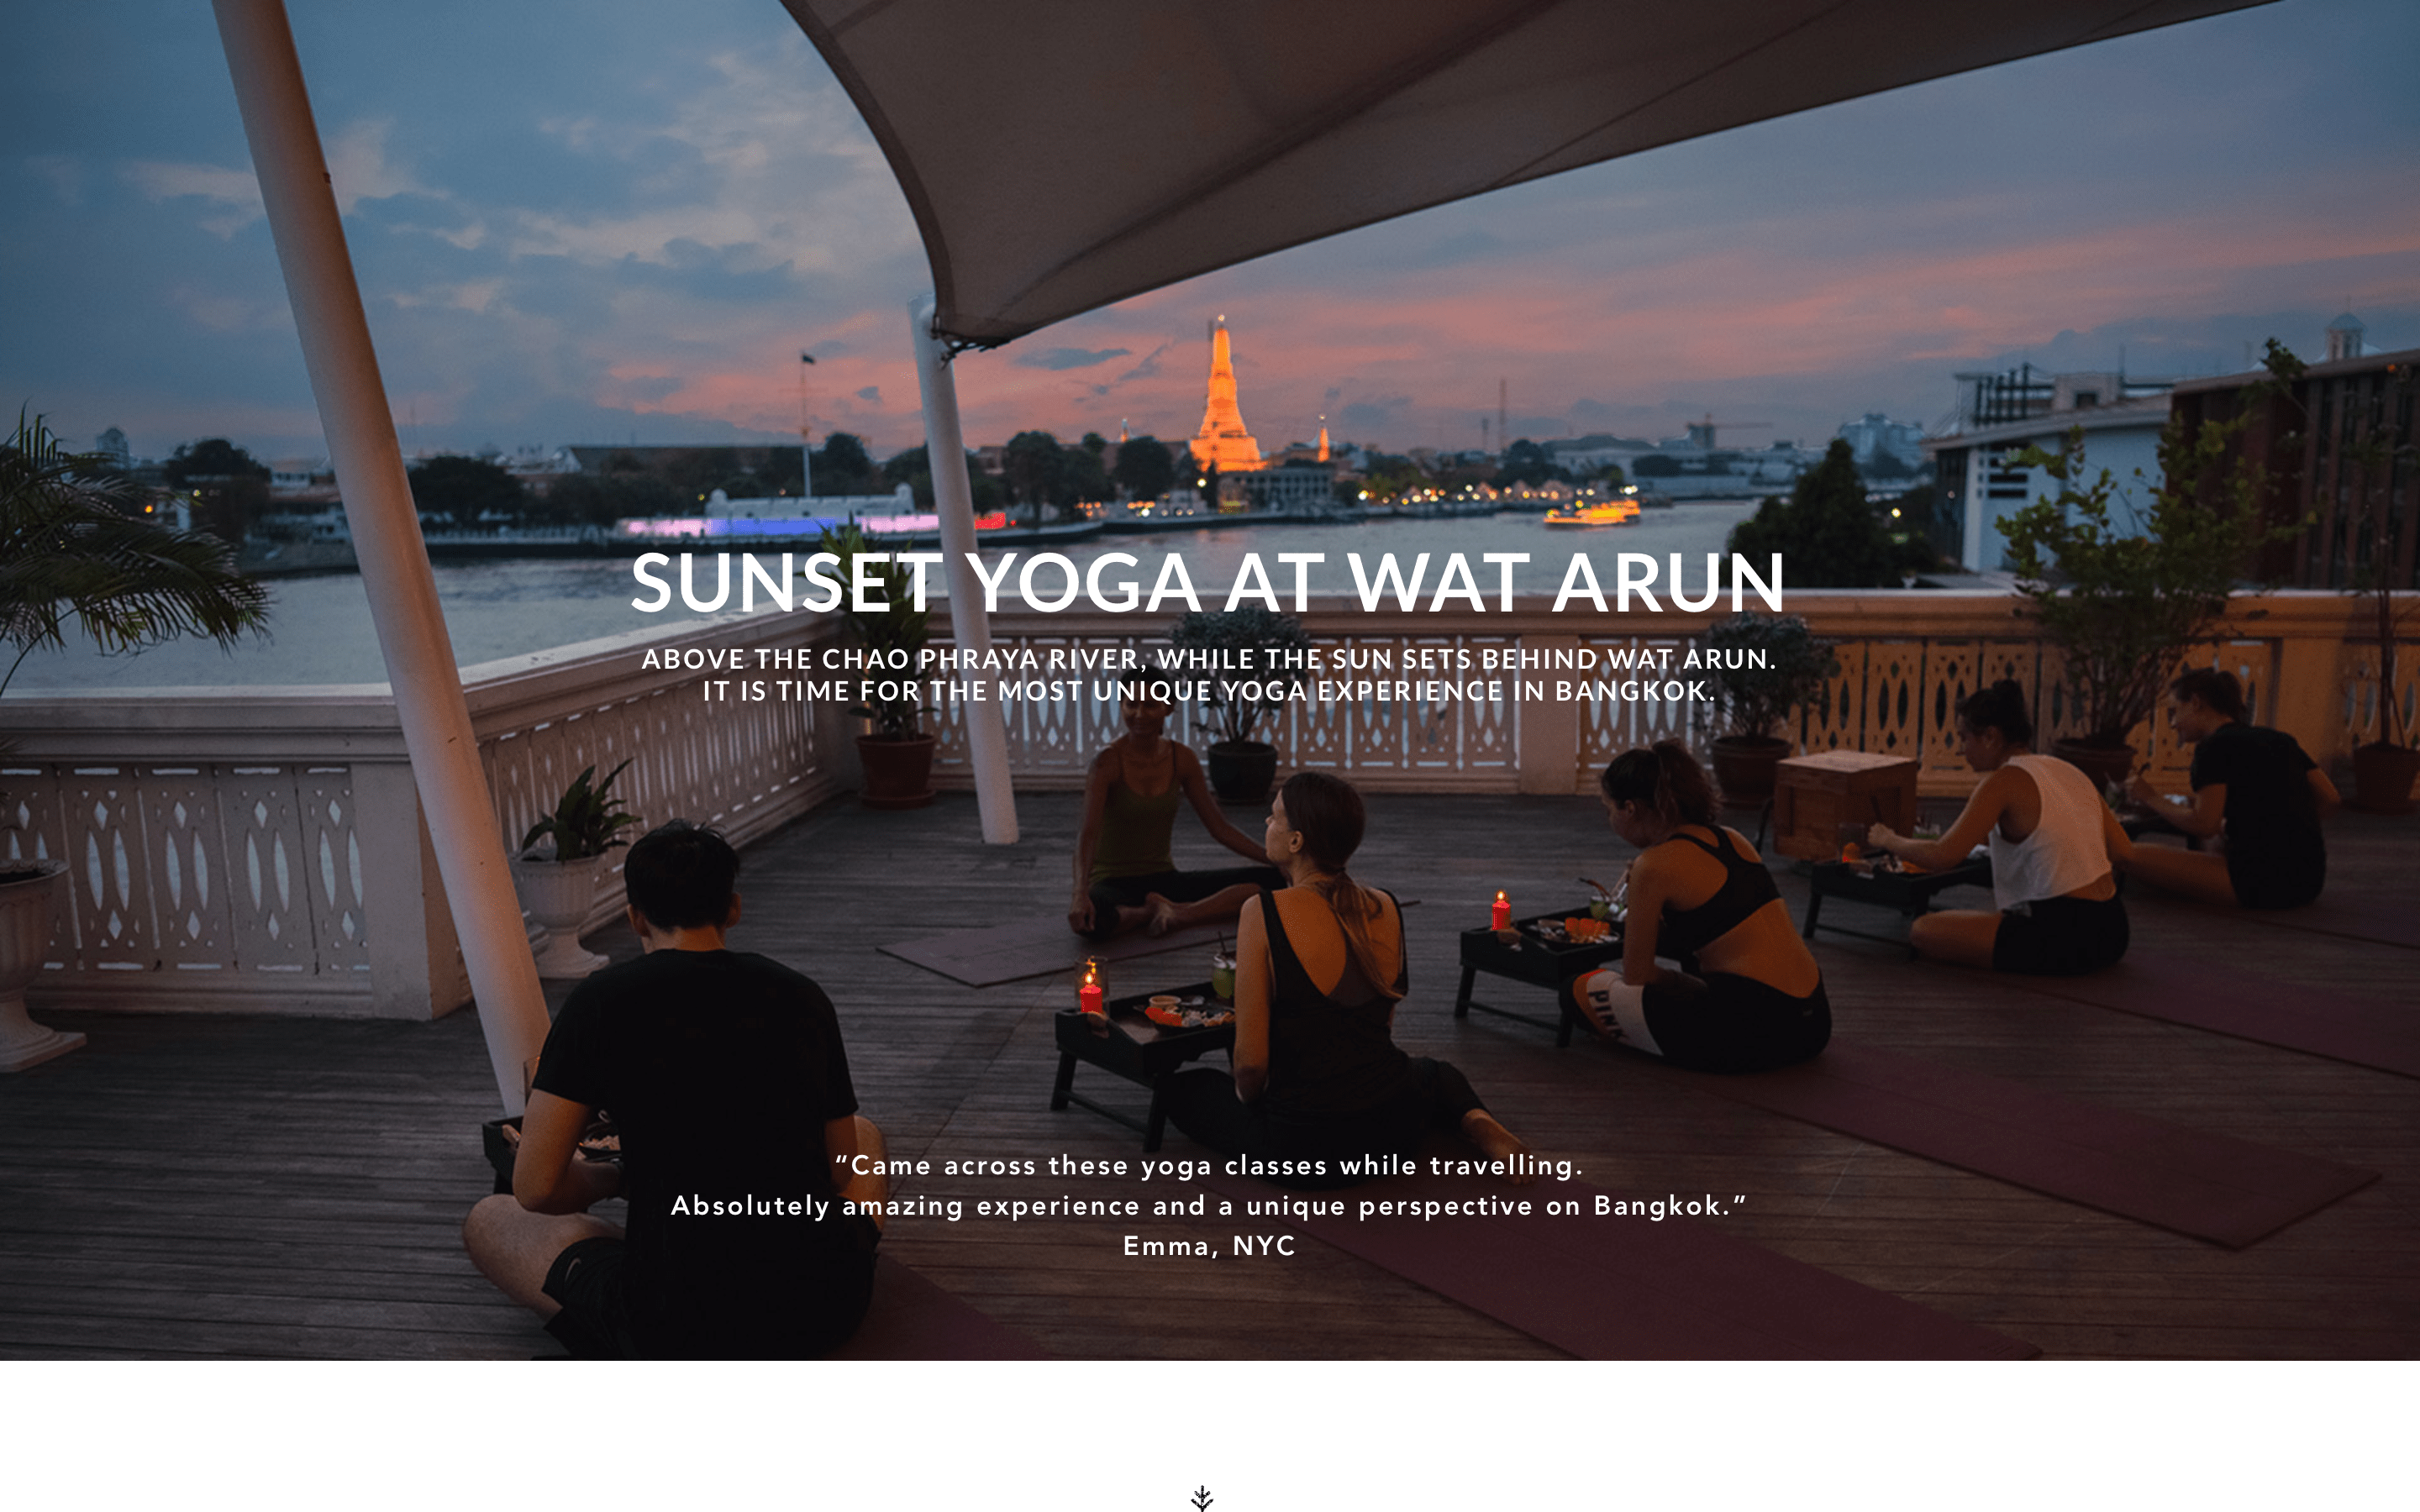 SUNSET YOGA AT WAT ARUN
ABOVE THE CHAO PHRAYA RIVER, WHILE THE SUN SETS BEHIND WAT ARUN.
IT IS TIME FOR THE MOST UNIQUE YOGA EXPERIENCE IN BANGKOK.
“Came across these yoga classes while travelling.
Absolutely amazing experience and a unique perspective on Bangkok.”
Emma, NYC